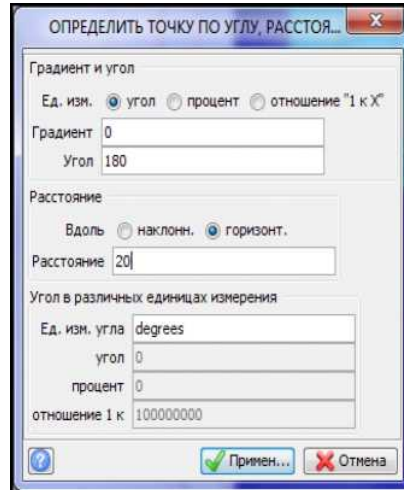 ОПРЕДЕЛИТЬ ТОЧКУ ПО УГЛУ, РАССТОЯ...
Градиент и угол
Ед. изм. угол процент отношение "1 к X"
Градиент 0
Угол 180
Расстояние
Вдоль наклонн. горизонт.
Расстояние 20
Угол в различных единицах измерения
Ед. изм. угла degrees
угол 0
процент 0
отношение 1 к 100000000
? Примен... Отмена